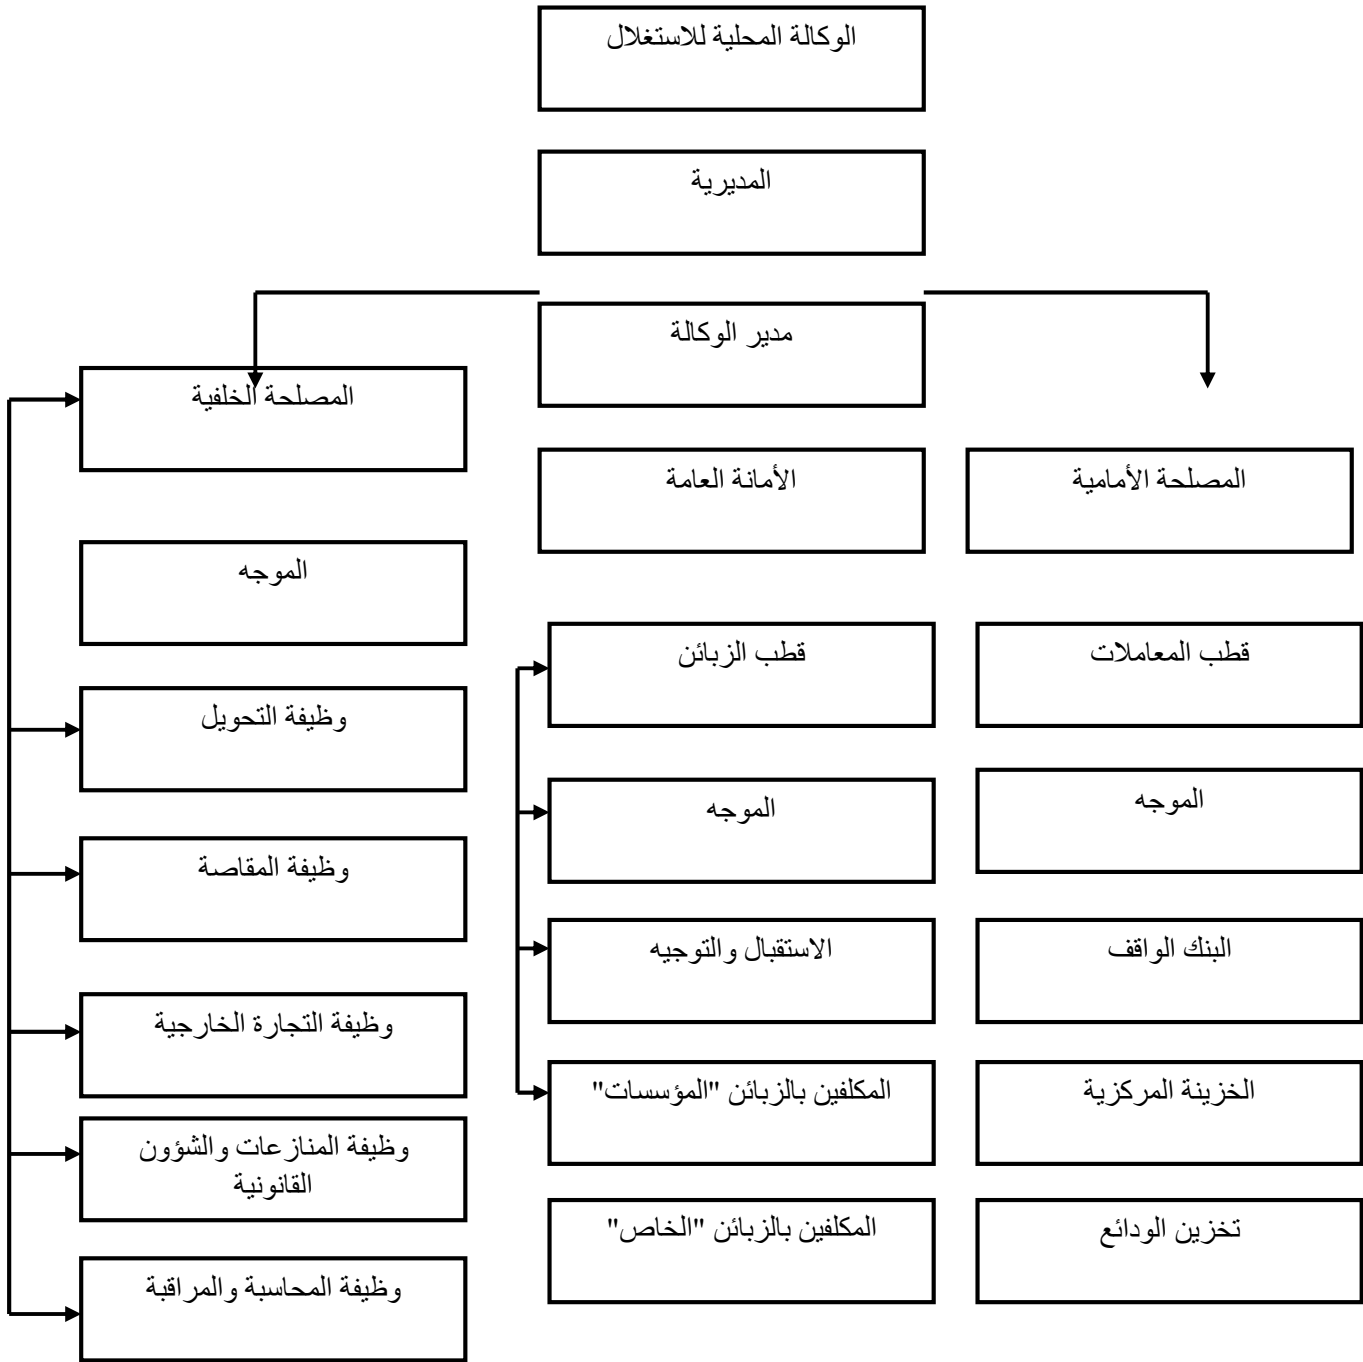 الوكالة المحلية للاستغلال
المديرية
مدير الوكالة
المصلحة الخلفية
الأمانة العامة
المصلحة الأمامية
الموجه
قطب الزبائن
قطب المعاملات
وظيفة التحويل
الموجه
الموجه
وظيفة المقاصة
الاستقبال والتوجيه
البنك الواقف
وظيفة التجارة الخارجية
المكلفين بالزبائن "المؤسسات"
الخزينة المركزية
وظيفة المنازعات والشؤون
القانونية
المكلفين بالزبائن "الخاص"
تخزين الودائع
وظيفة المحاسبة والمراقبة